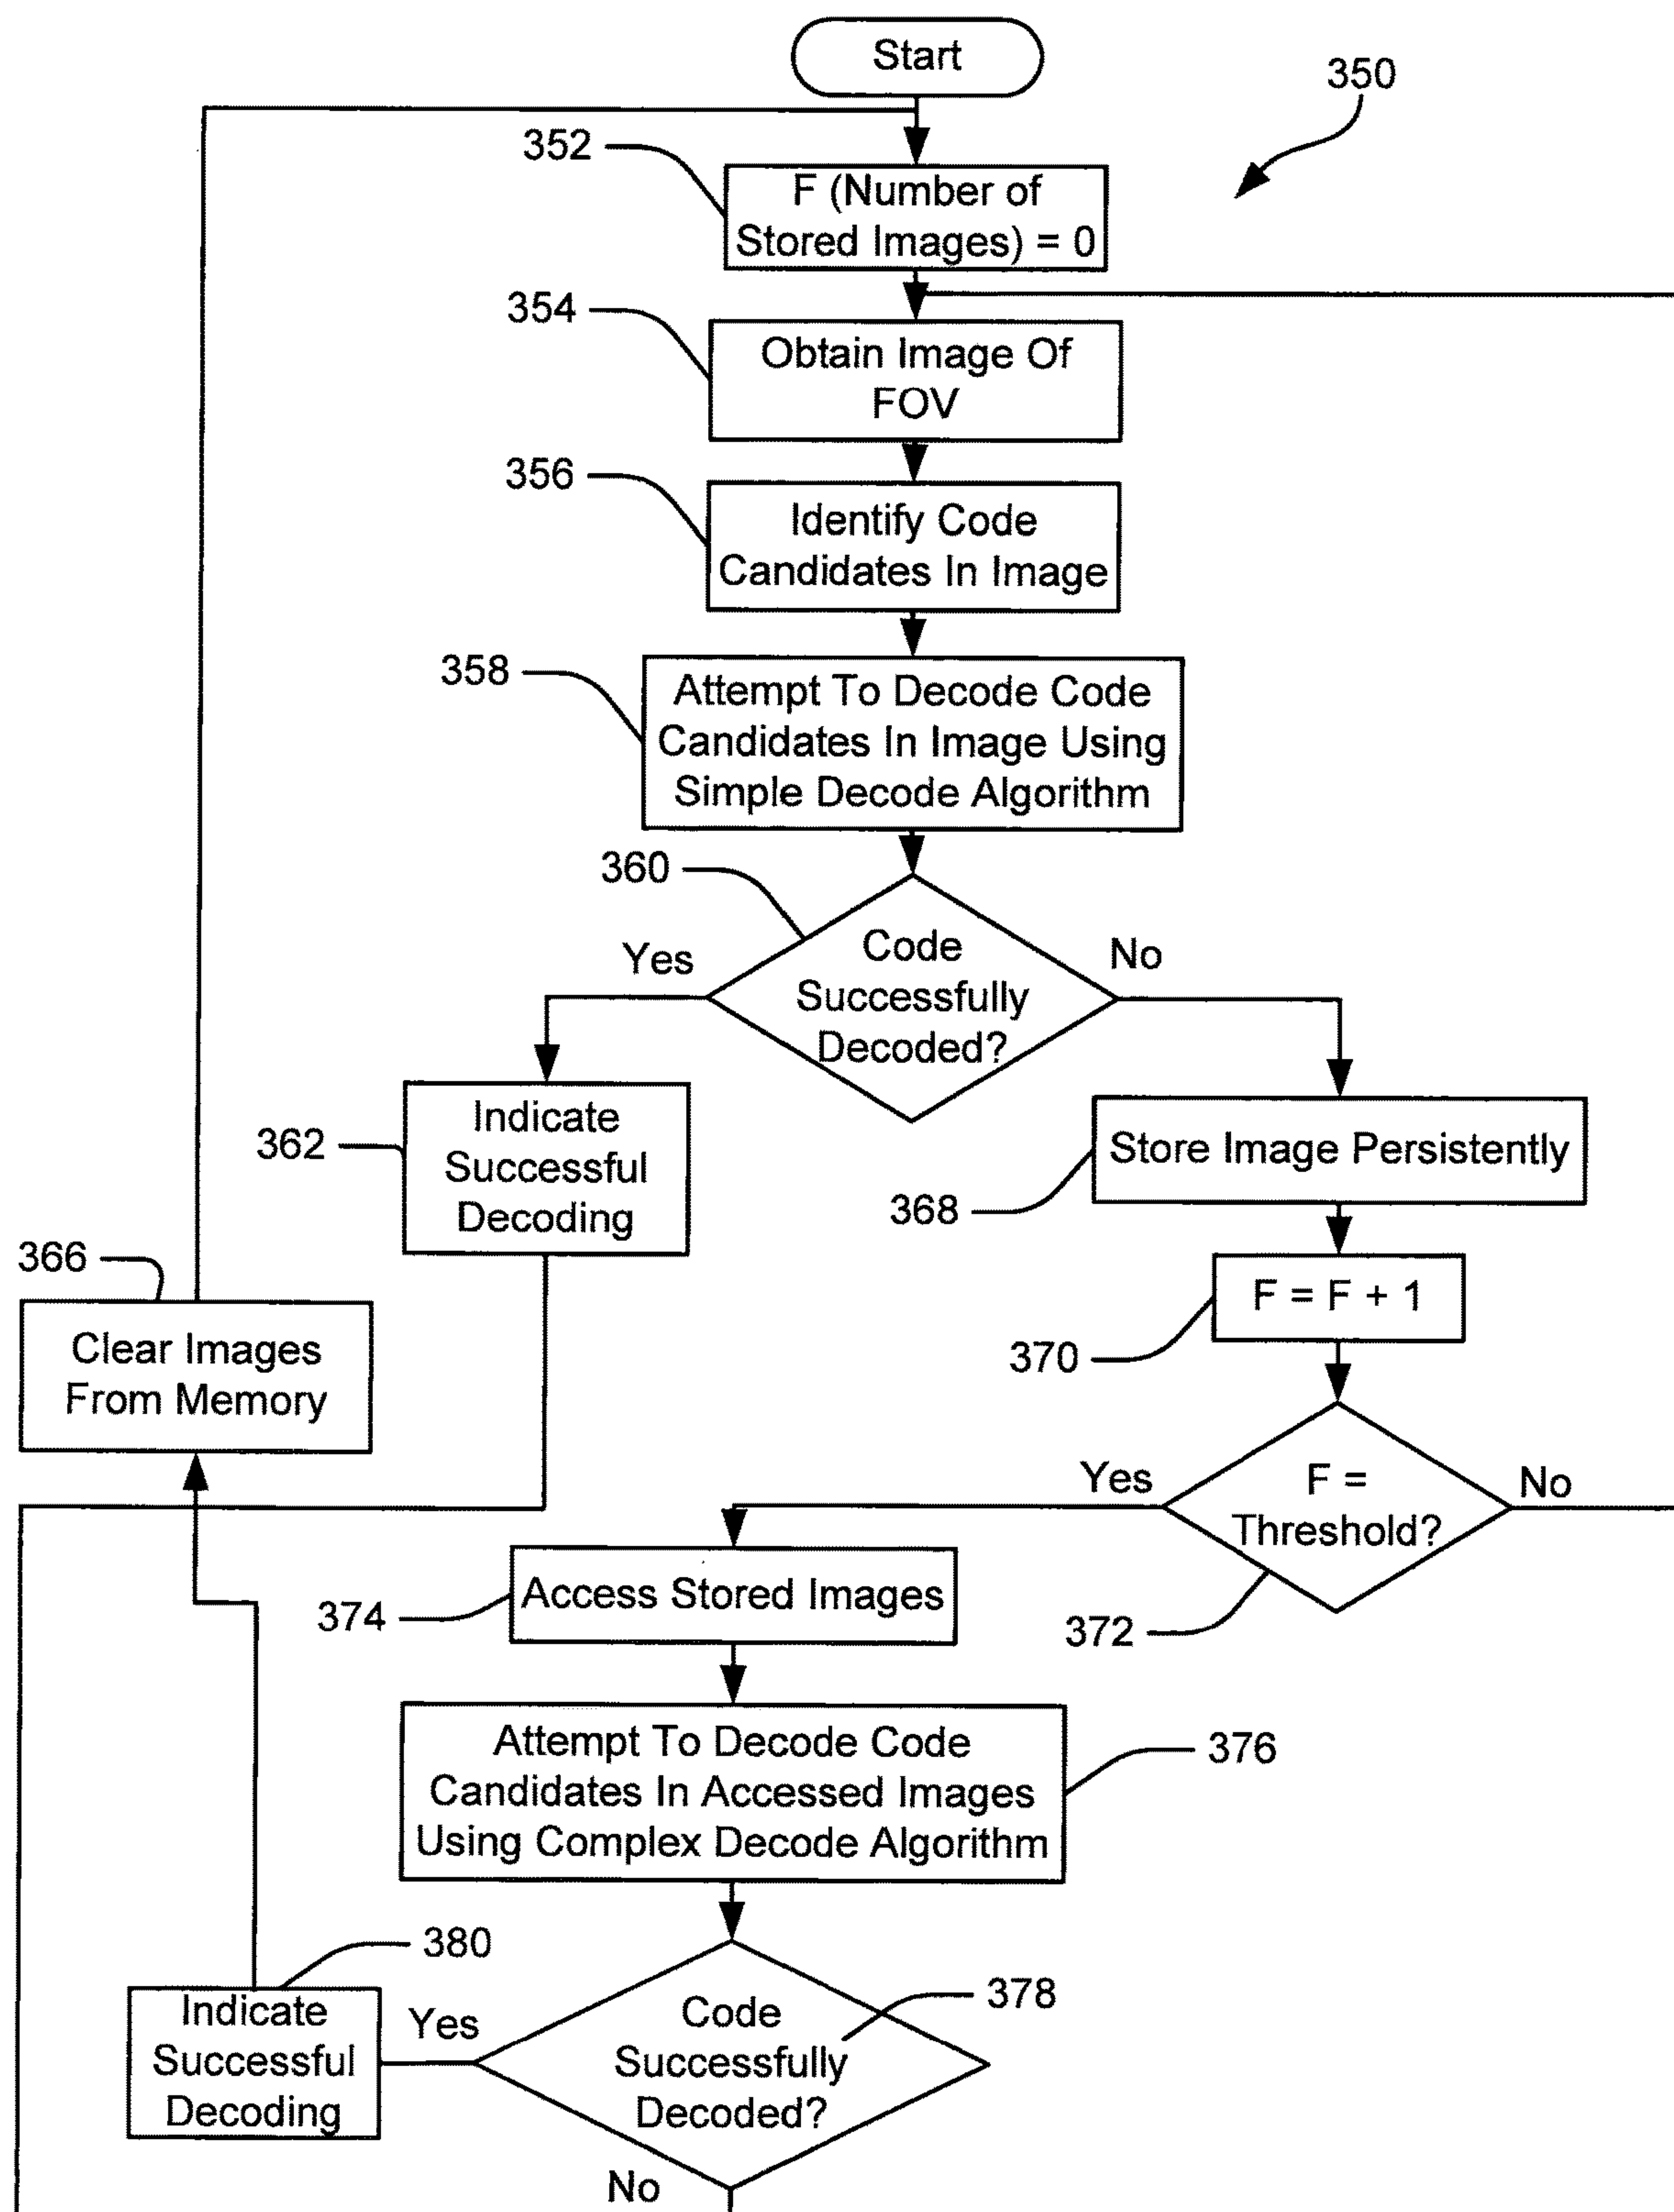 Start
350
352
F (Number of
Stored Images) = 0
354
Obtain Image Of
FOV
356
Identify Code
Candidates In Image
358
Attempt To Decode Code
Candidates In Image Using
Simple Decode Algorithm
360
Code
Successfully
Decoded?
Yes
No
362
Indicate
Successful
Decoding
Store Image Persistently
368
366
Clear Images
From Memory
F = F + 1
370
F =
Threshold?
Yes
No
372
Access Stored Images
374
Attempt To Decode Code
Candidates In Accessed Images
Using Complex Decode Algorithm
376
380
Indicate
Successful
Decoding
Yes
Code
Successfully
Decoded?
378
No